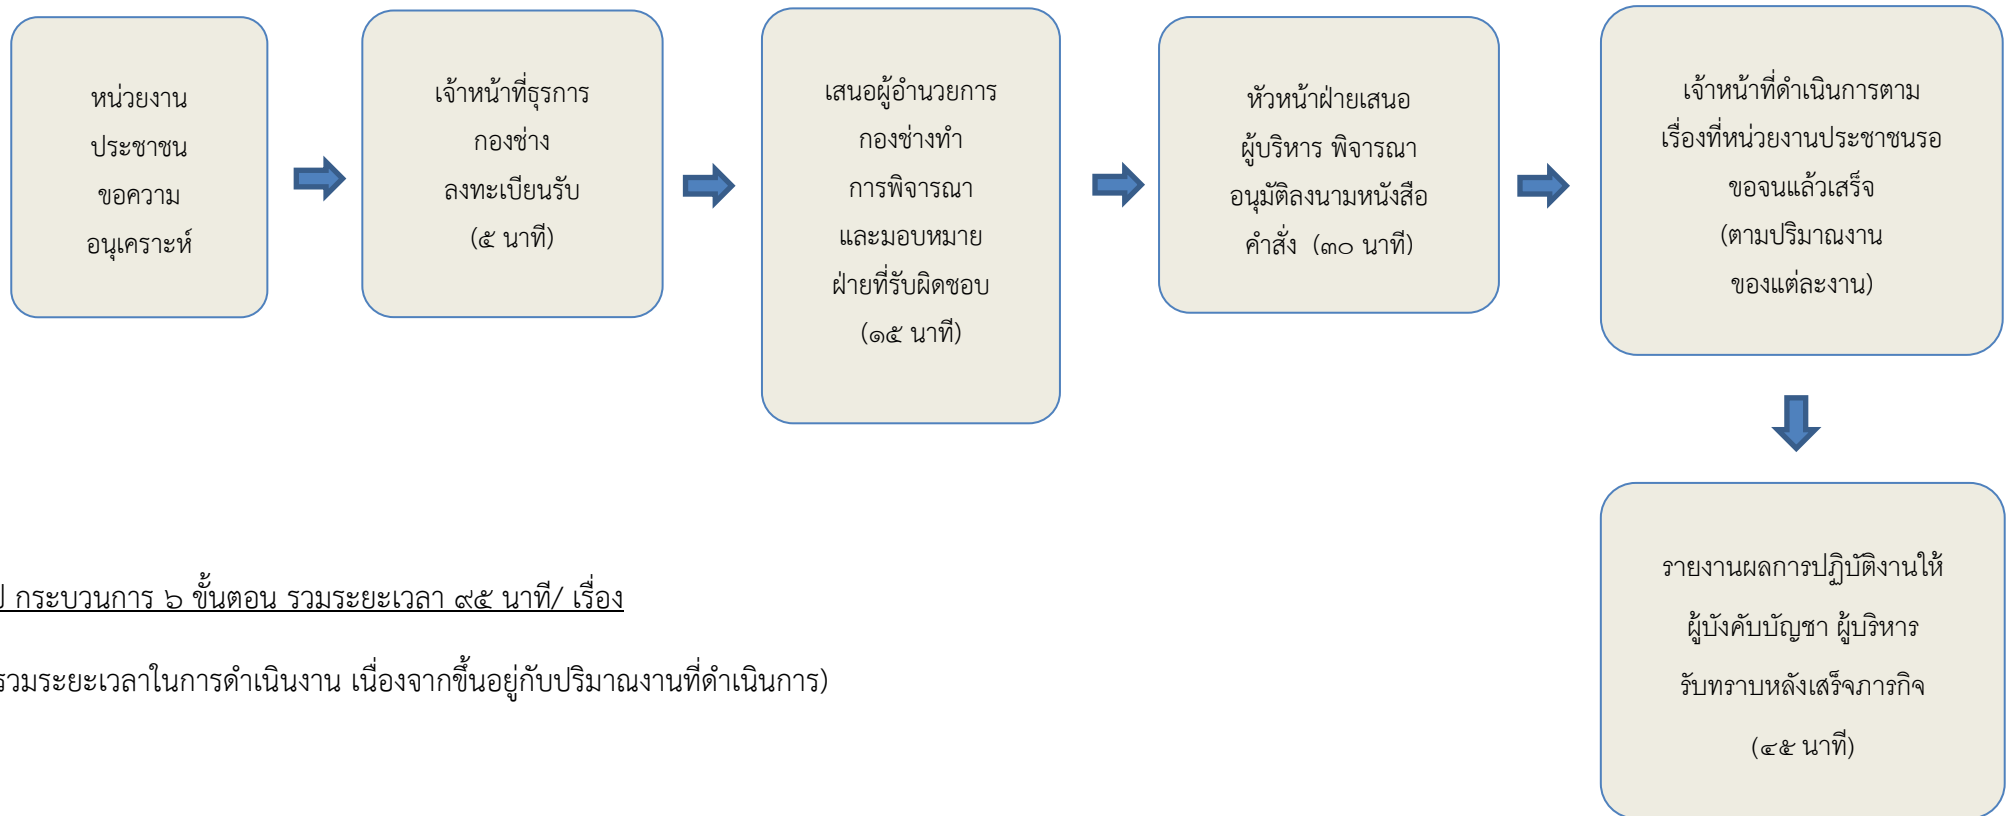 หน่วยงาน
ประชาชน
ขอความ
อนุเคราะห์
เจ้าหน้าที่ธุรการ
กองช่าง
ลงทะเบียนรับ
(๕ นาที)
เสนอผู้อำนวยการ
กองช่างทำ
การพิจารณา
และมอบหมาย
ฝ่ายที่รับผิดชอบ
(๑๕ นาที)
หัวหน้าฝ่ายเสนอ
ผู้บริหาร พิจารณา
อนุมัติลงนามหนังสือ
คำสั่ง (๓๐ นาที)
เจ้าหน้าที่ดำเนินการตาม
เรื่องที่หน่วยงานประชาชนรอ
ขอจนแล้วเสร็จ
(ตามปริมาณงาน
ของแต่ละงาน)
รายงานผลการปฏิบัติงานให้
ผู้บังคับบัญชา ผู้บริหาร
รับทราบหลังเสร็จภารกิจ
(๔๕ นาที)
ป กระบวนการ ๖ ขั้นตอน รวมระยะเวลา ๙๕ นาที/ เรื่อง
รวมระยะเวลาในการดำเนินงาน เนื่องจากขึ้นอยู่กับปริมาณงานที่ดำเนินการ)